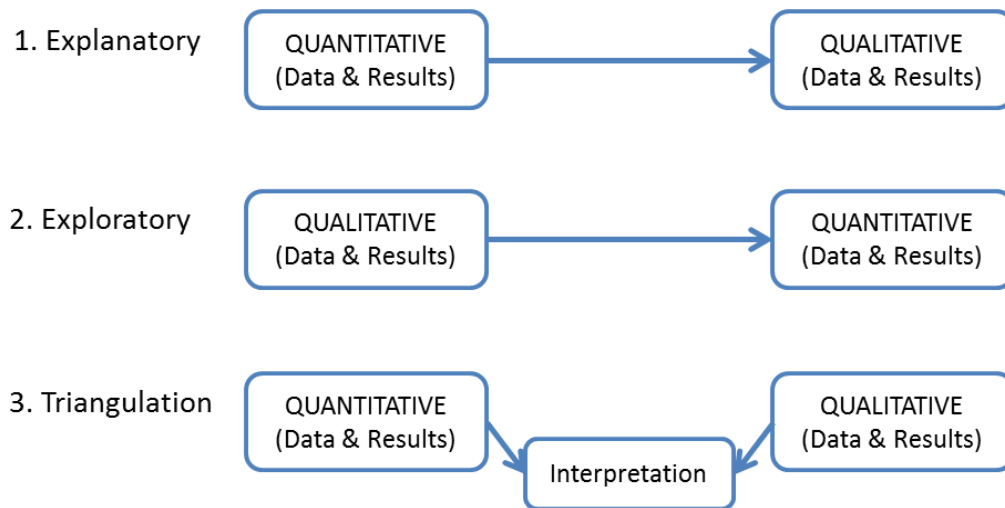 1. Explanatory
QUANTITATIVE
(Data & Results)
QUALITATIVE
(Data & Results)
2. Exploratory
QUALITATIVE
(Data & Results)
QUANTITATIVE
(Data & Results)
3. Triangulation
QUANTITATIVE
(Data & Results)
QUALITATIVE
(Data & Results)
Interpretation